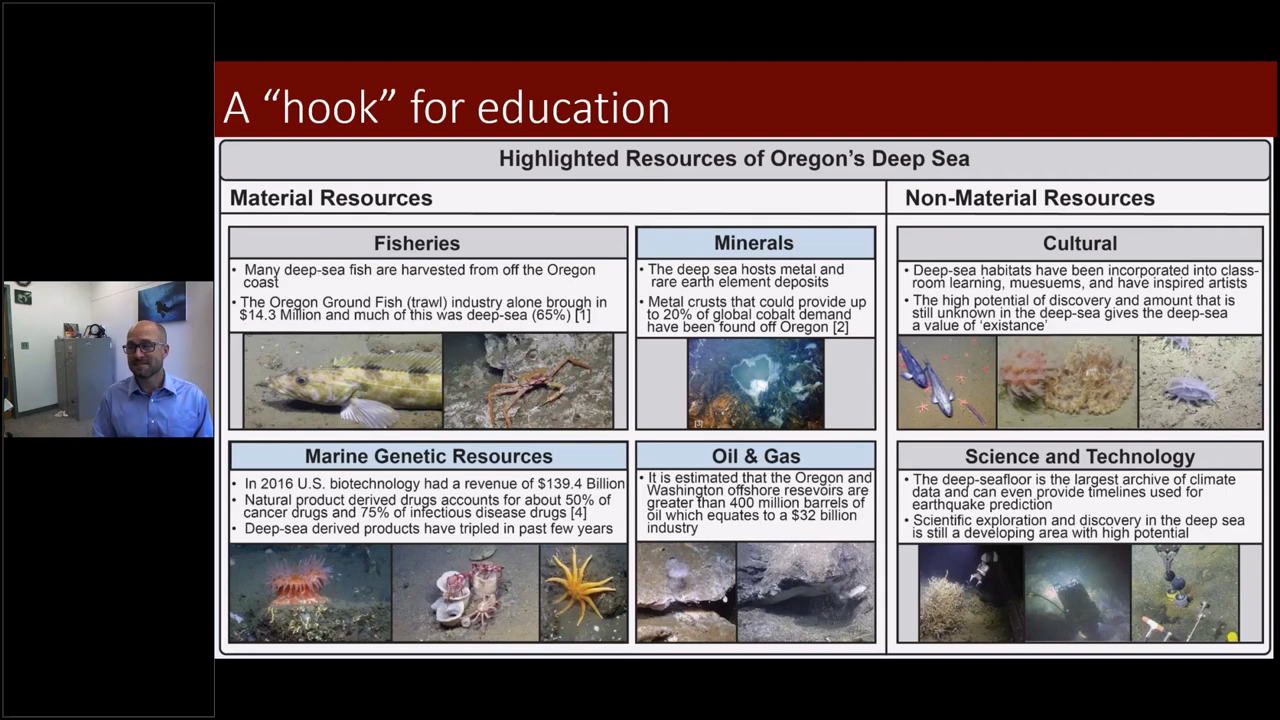 A “hook” for education
Highlighted Resources of Oregon’s Deep Sea
Material Resources
Fisheries
• Many deep-sea fish are harvested from off the Oregon
coast
• The Oregon Ground Fish (trawl) industry alone brough in
$14.3 Million and much of this was deep-sea (65%) [1]
Minerals
• The deep sea hosts metal and
rare earth element deposits
• Metal crusts that could provide up
to 20% of global cobalt demand
have been found off Oregon [2]
[3]
Marine Genetic Resources
• In 2016 U.S. biotechnology had a revenue of $139.4 Billion
• Natural product derived drugs accounts for about 50% of
cancer drugs and 75% of infectious disease drugs [4]
• Deep-sea derived products have tripled in past few years
Oil & Gas
• It is estimated that the Oregon and
Washington offshore resevoirs are
greater than 400 million barrels of
oil which equates to a $32 billion
industry
Non-Material Resources
Cultural
• Deep-sea habitats have been incorporated into class-
room learning, muesuems, and have inspired artists
• The high potential of discovery and amount that is
still unknown in the deep-sea gives the deep-sea
a value of ‘existance’
Science and Technology
• The deep-seafloor is the largest archive of climate
data and can even provide timelines used for
earthquake prediction
• Scientific exploration and discovery in the deep sea
is still a developing area with high potential